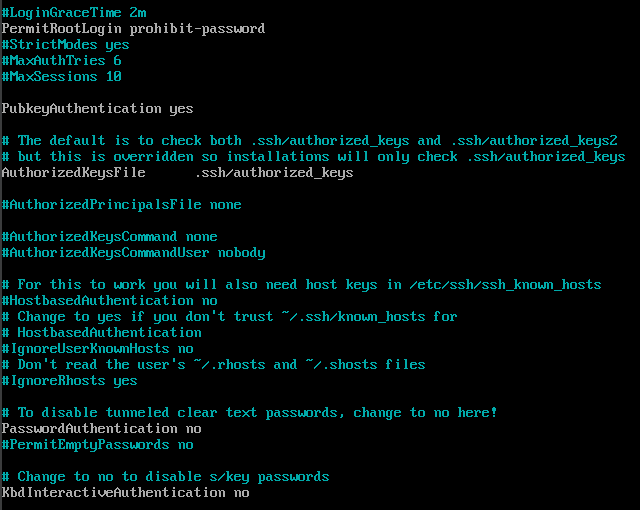 #LoginGraceTime 2m
PermitRootLogin prohibit-password
#StrictModes yes
#MaxAuthTries 6
#MaxSessions 10
PubkeyAuthentication yes
# The default is to check both .ssh/authorized_keys and .ssh/authorized_keys2
# but this is overridden so installations will only check .ssh/authorized_keys
AuthorizedKeysFile      .ssh/authorized_keys
#AuthorizedPrincipalsFile none
#AuthorizedKeysCommand none
#AuthorizedKeysCommandUser nobody
# For this to work you will also need host keys in /etc/ssh/ssh_known_hosts
#HostbasedAuthentication no
# Change to yes if you don't trust ~/.ssh/known_hosts for
# HostbasedAuthentication
#IgnoreUserKnownHosts no
# Don't read the user's ~/.rhosts and ~/.shosts files
#IgnoreRhosts yes
# To disable tunneled clear text passwords, change to no here!
PasswordAuthentication no
#PermitEmptyPasswords no
# Change to no to disable s/key passwords
KbdInteractiveAuthentication no